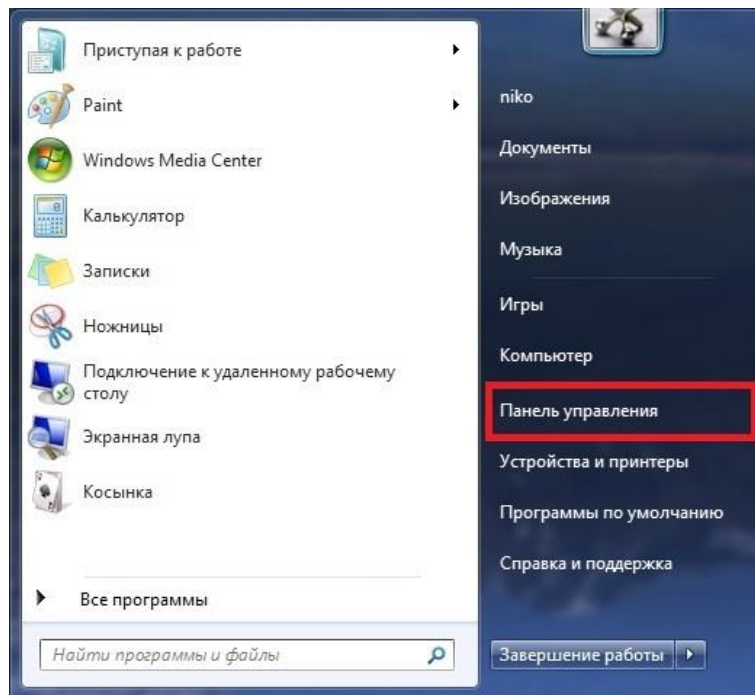 Приступая к работе
Paint
Windows Media Center
Калькулятор
Записки
Ножницы
Подключение к удаленному рабочему
столу
Экранная лупа
Косынка
Все программы
Найти программы и файлы
niko
Документы
Изображения
Музыка
Игры
Компьютер
Панель управления
Устройства и принтеры
Программы по умолчанию
Справка и поддержка
Завершение работы